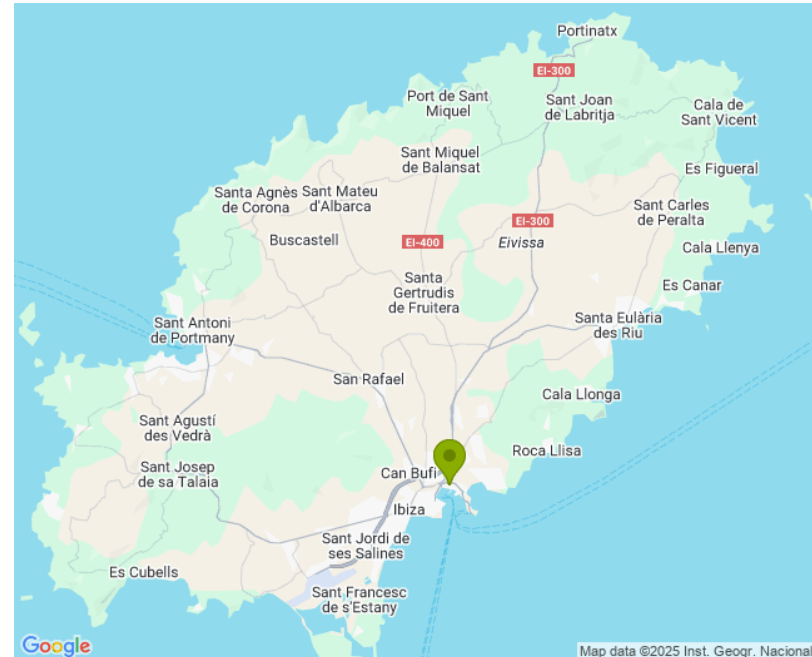 Portinatx
EI-300
Port de Sant
Miquel
Sant Joan
de Labritja
Cala de
Sant Vicent
Sant Miquel
de Balansat
Es Figueral
Santa Agnès
de Corona
Sant Mateu
d'Albarca
Sant Carles
de Peralta
EI-300
Buscastell
EI-400
Eivissa
Cala Llenya
Santa
Gertrudis
de Fruitera
Es Canar
Sant Antoni
de Portmany
Santa Eulària
des Riu
San Rafael
Cala Llonga
Sant Agustí
des Vedrà
Roca Llisa
Sant Josep
de sa Talaia
Can Bufí
Ibiza
Sant Jordi de
ses Salines
Es Cubells
Sant Francesc
de s'Estany
Google
Map data ©2025 Inst. Geogr. Nacional